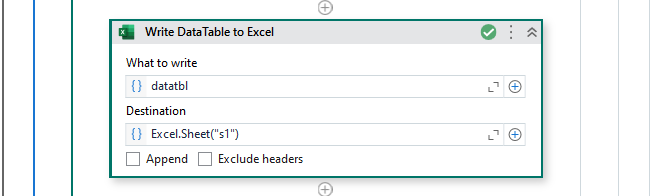 Write DataTable to Excel
What to write
{ } datatbl
Destination
{ } Excel.Sheet("s1")
Append Exclude headers